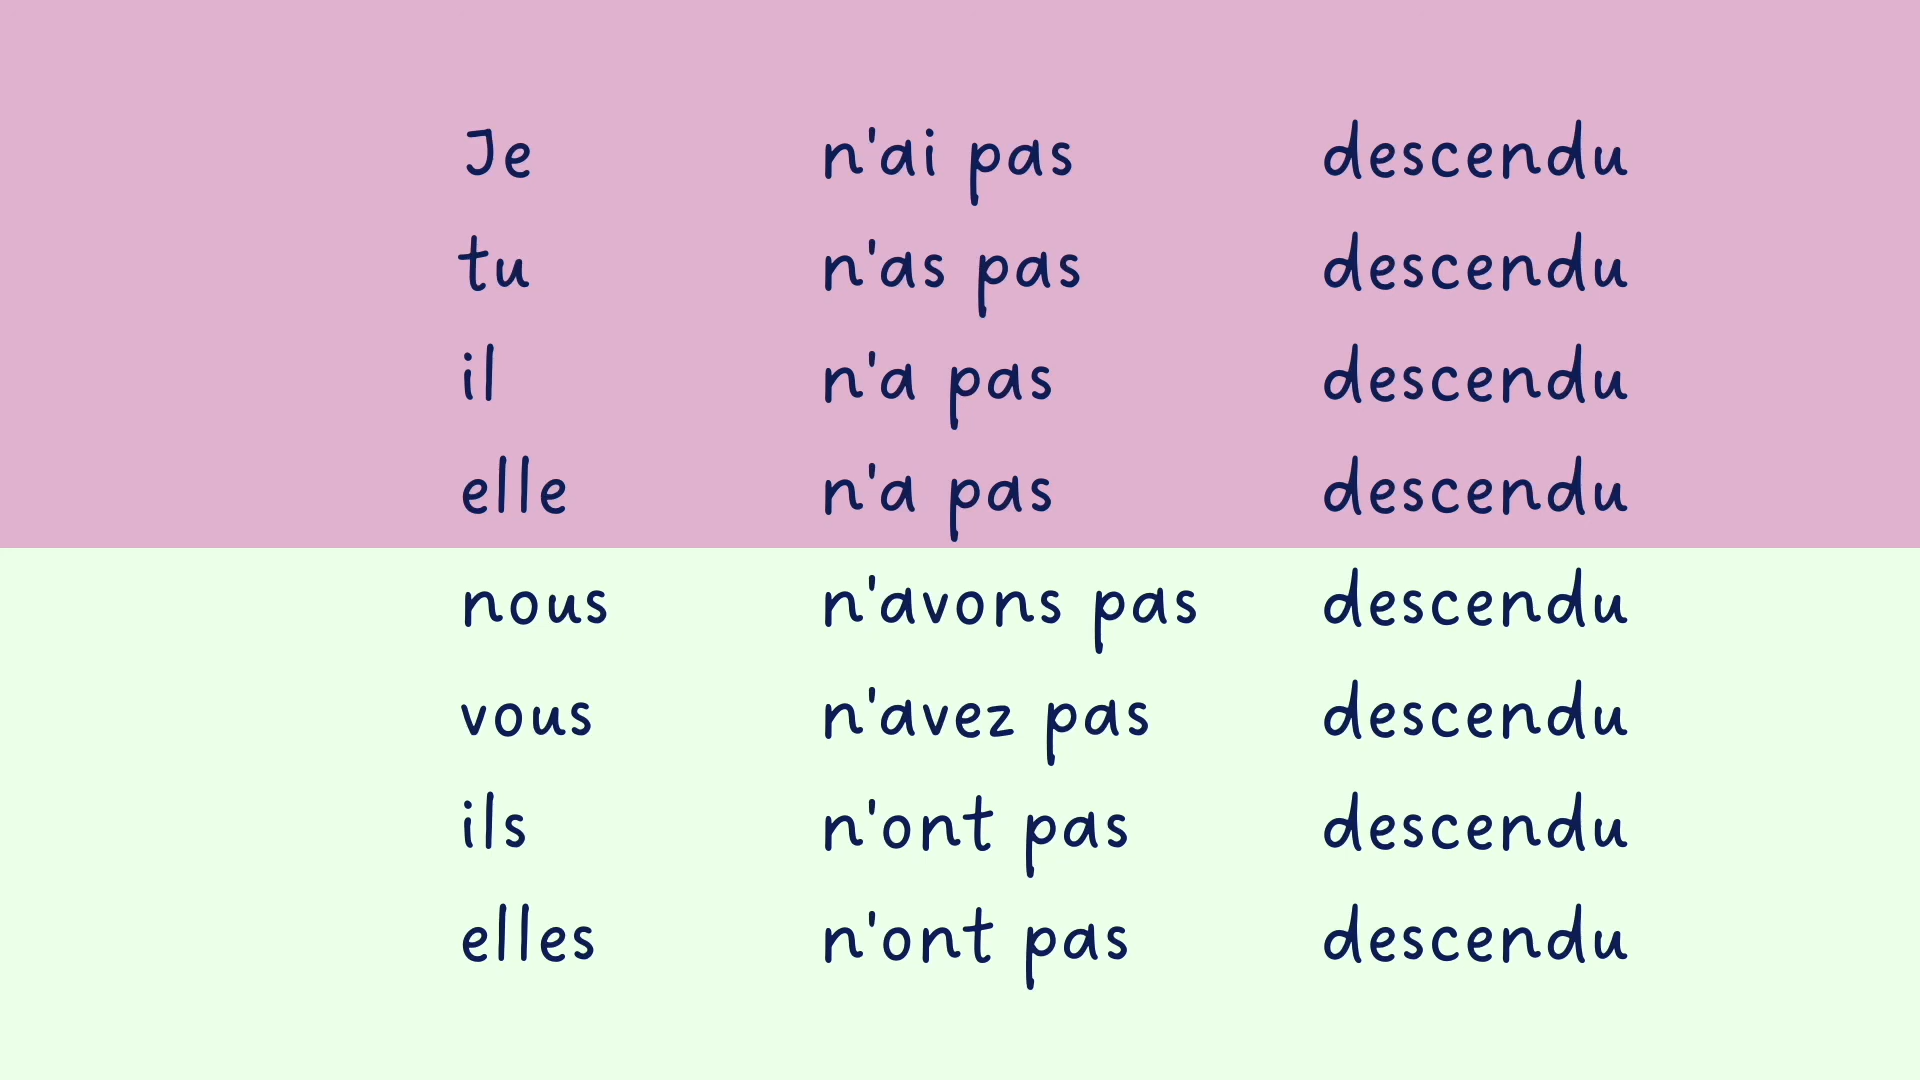 Je n'ai pas descendu
tu n'as pas descendu
il n'a pas descendu
elle n'a pas descendu
nous n'avons pas descendu
vous n'avez pas descendu
ils n'ont pas descendu
elles n'ont pas descendu